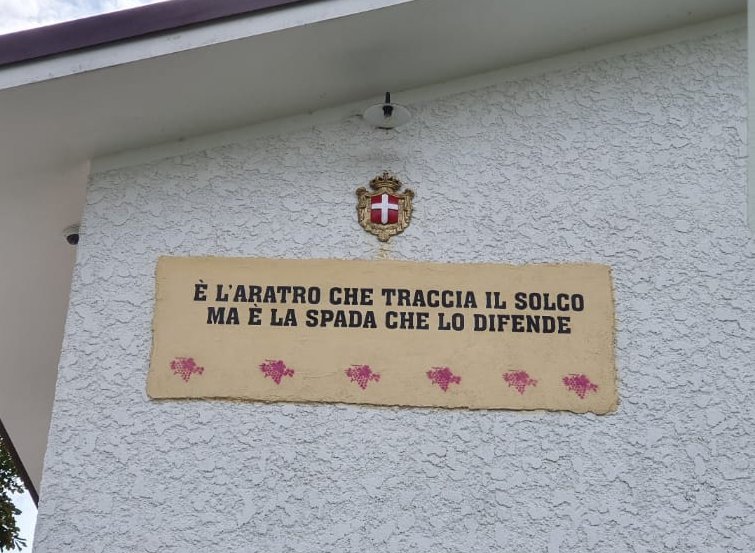 È L'ARATRO CHE TRACCIA IL SOLCO
MA È LA SPADA CHE LO DIFENDE